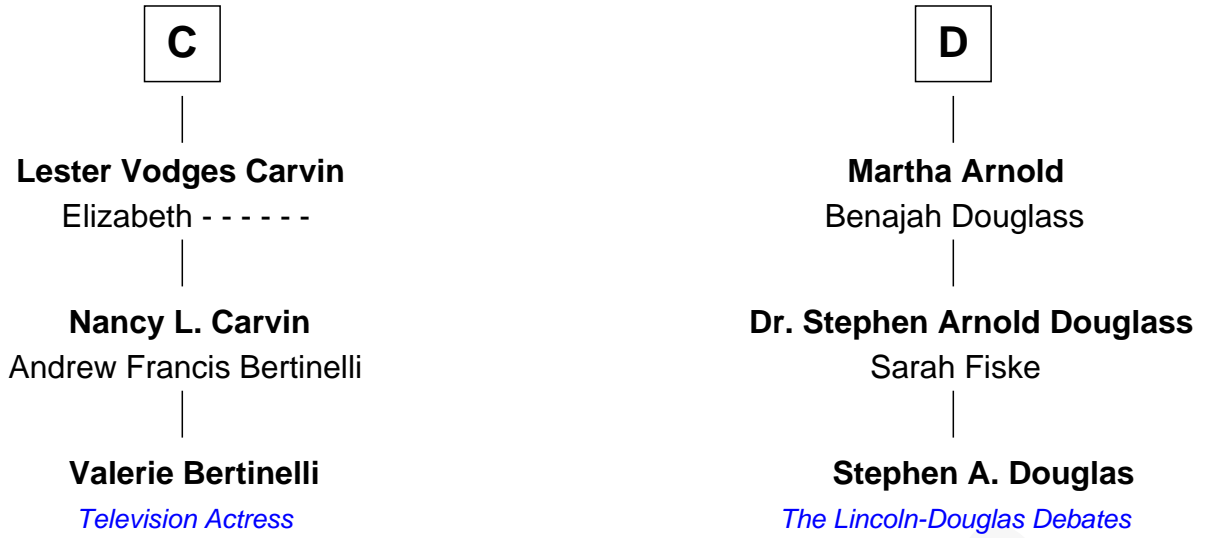 C
Lester Vodges Carvin
Elizabeth - - - - - -
Nancy L. Carvin
Andrew Francis Bertinelli
Valerie Bertinelli
Television Actress
D
Martha Arnold
Benajah Douglass
Dr. Stephen Arnold Douglass
Sarah Fiske
Stephen A. Douglas
The Lincoln-Douglas Debates